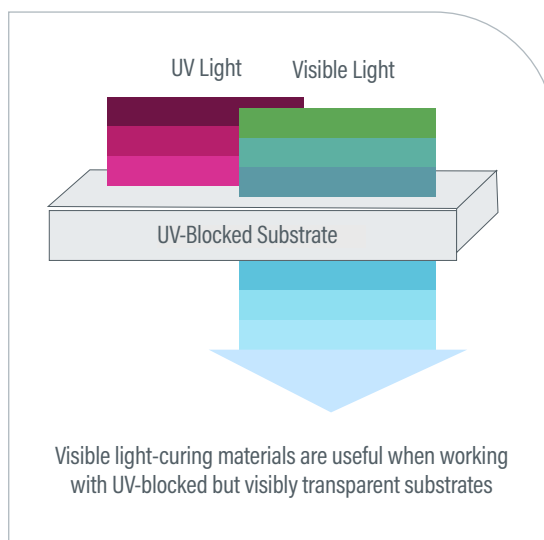 UV Light
Visible Light
UV-Blocked Substrate
Visible light-curing materials are useful when working
with UV-blocked but visibly transparent substrates